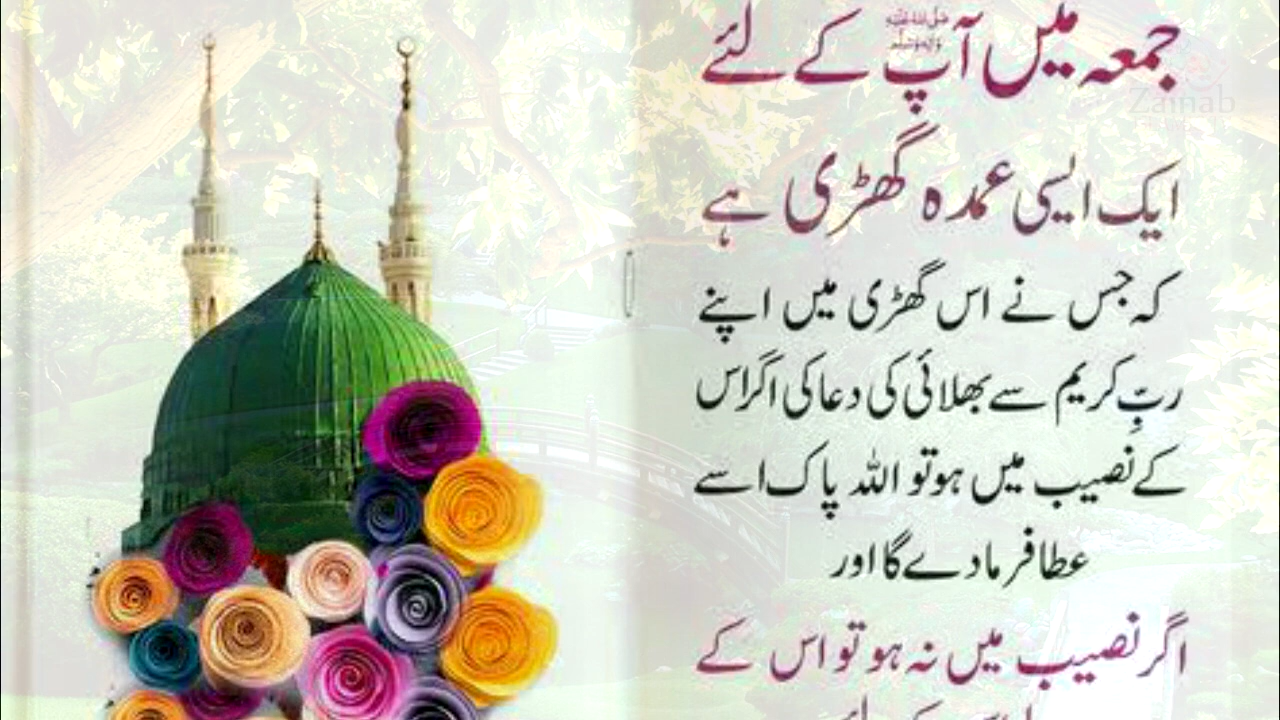 جمعہ میں آپ ﷺ کے لئے
Zainab
ایک ایسی عمدہ گھڑی ہے
کہ جس نے اس گھڑی میں اپنے
ربِّ کریم سے بھلائی کی دعا کی اگر اس
کے نصیب میں ہو تو اللہ پاک اسے
عطا فرما دے گا اور
اگر نصیب میں نہ ہو تو اس کے